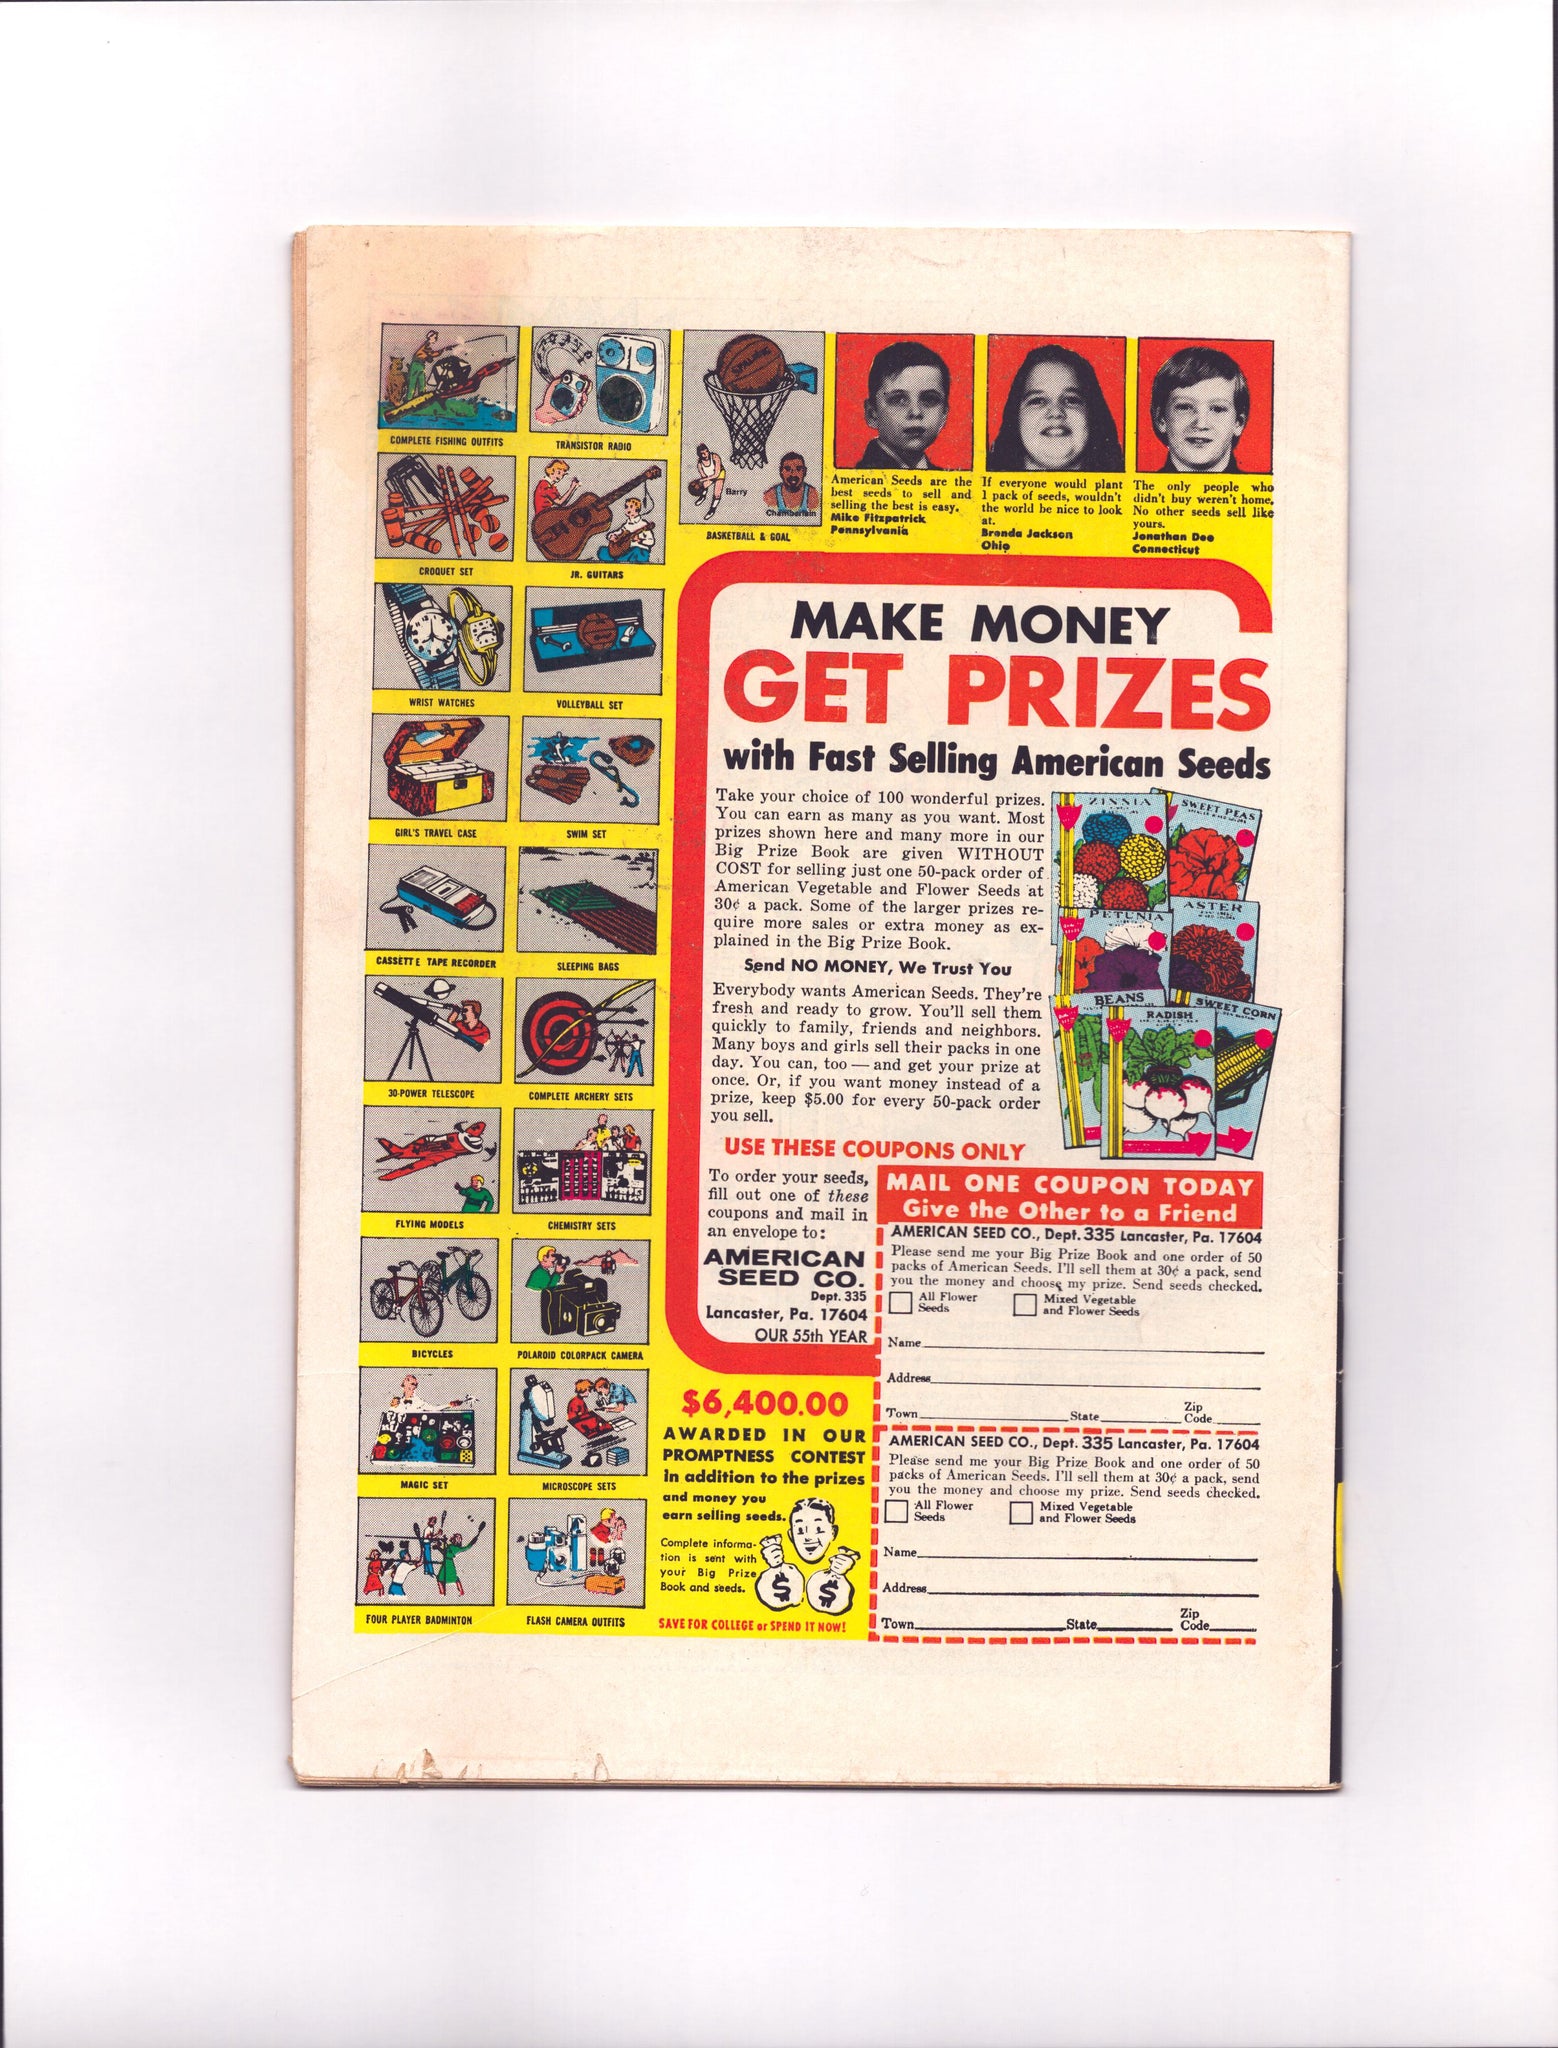 COMPLETE FISHING OUTFITS
TRANSISTOR RADIO
SPALDING
Barry
Chamberlain
BASKETBALL & GOAL
CROQUET SET
JR. GUITARS
WRIST WATCHES
VOLLEYBALL SET
GIRL'S TRAVEL CASE
SWIM SET
CASSETTE TAPE RECORDER
SLEEPING BAGS
30-POWER TELESCOPE
COMPLETE ARCHERY SETS
FLYING MODELS
CHEMISTRY SETS
BICYCLES
POLAROID COLORPACK CAMERA
MAGIC SET
MICROSCOPE SETS
FOUR PLAYER BADMINTON
FLASH CAMERA OUTFITS
American Seeds are the
best seeds to sell and
selling the best is easy.
Mike Fitzpatrick
Pennsylvania
If everyone would plant
1 pack of seeds, wouldn't
the world be nice to look
at.
Brenda Jackson
Ohio
The only people who
didn't buy weren't home.
No other seeds sell like
yours.
Jonathan Dee
Connecticut
MAKE MONEY
GET PRIZES
with Fast Selling American Seeds
Take your choice of 100 wonderful prizes.
You can earn as many as you want. Most
prizes shown here and many more in our
Big Prize Book are given WITHOUT
COST for selling just one 50-pack order of
American Vegetable and Flower Seeds at
30¢ a pack. Some of the larger prizes re-
quire more sales or extra money as ex-
plained in the Big Prize Book.
Send NO MONEY, We Trust You
Everybody wants American Seeds. They're
fresh and ready to grow. You'll sell them
quickly to family, friends and neighbors.
Many boys and girls sell their packs in one
day. You can, too — and get your prize at
once. Or, if you want money instead of a
prize, keep $5.00 for every 50-pack order
you sell.
ZINNIA
SWEET PEAS
PETUNIA
ASTER
BEANS
RADISH
SWEET CORN
USE THESE COUPONS ONLY
To order your seeds,
fill out one of these
coupons and mail in
an envelope to:
AMERICAN
SEED CO.
Dept. 335
Lancaster, Pa. 17604
OUR 55th YEAR
MAIL ONE COUPON TODAY
Give the Other to a Friend
AMERICAN SEED CO., Dept. 335 Lancaster, Pa. 17604
Please send me your Big Prize Book and one order of 50
packs of American Seeds. I'll sell them at 30¢ a pack, send
you the money and choose my prize. Send seeds checked.
All Flower
Seeds
Mixed Vegetable
and Flower Seeds
Name
Address
Town State Zip
Code
AMERICAN SEED CO., Dept. 335 Lancaster, Pa. 17604
Please send me your Big Prize Book and one order of 50
packs of American Seeds. I'll sell them at 30¢ a pack, send
you the money and choose my prize. Send seeds checked.
All Flower
Seeds
Mixed Vegetable
and Flower Seeds
Name
Address
Town State Zip
Code
$6,400.00
AWARDED IN OUR
PROMPTNESS CONTEST
in addition to the prizes
and money you
earn selling seeds.
Complete informa-
tion is sent with
your Big Prize
Book and seeds.
$ $
SAVE FOR COLLEGE or SPEND IT NOW!